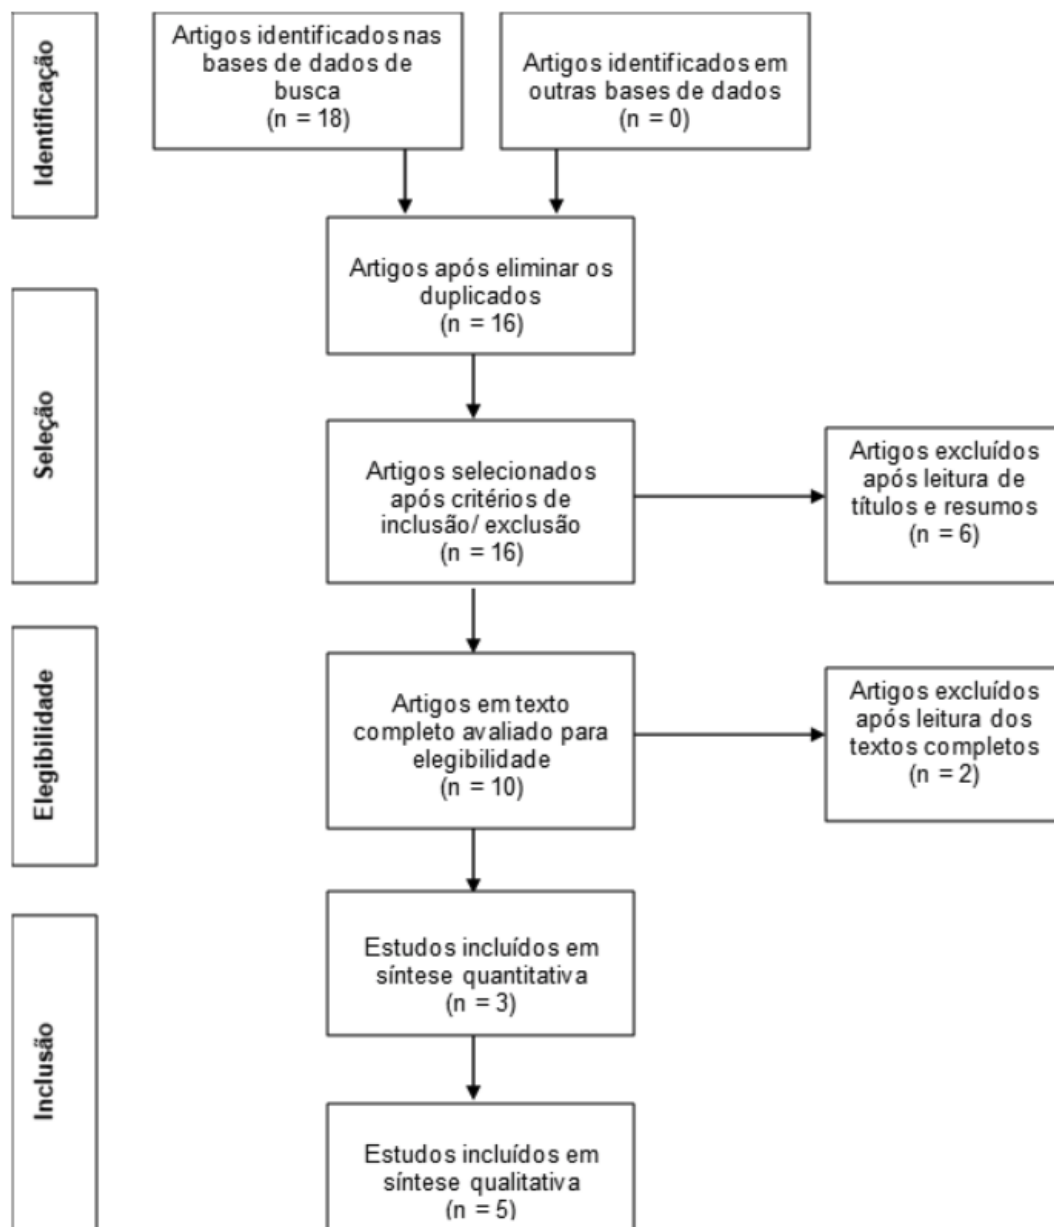 Identificação
Artigos identificados nas
bases de dados de
busca
(n = 18)
Artigos identificados em
outras bases de dados
(n = 0)
Seleção
Artigos após eliminar os
duplicados
(n = 16)
Artigos selecionados
após critérios de
inclusão/ exclusão
(n = 16)
Artigos excluídos
após leitura de
títulos e resumos
(n = 6)
Elegibilidade
Artigos em texto
completo avaliado para
elegibilidade
(n = 10)
Artigos excluídos
após leitura dos
textos completos
(n = 2)
Inclusão
Estudos incluídos em
síntese quantitativa
(n = 3)
Estudos incluídos em
síntese qualitativa
(n = 5)